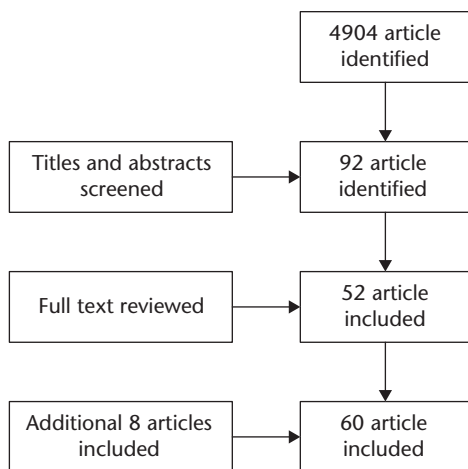 4904 article
identified
Titles and abstracts
screened
92 article
identified
Full text reviewed
52 article
included
Additional 8 articles
included
60 article
included